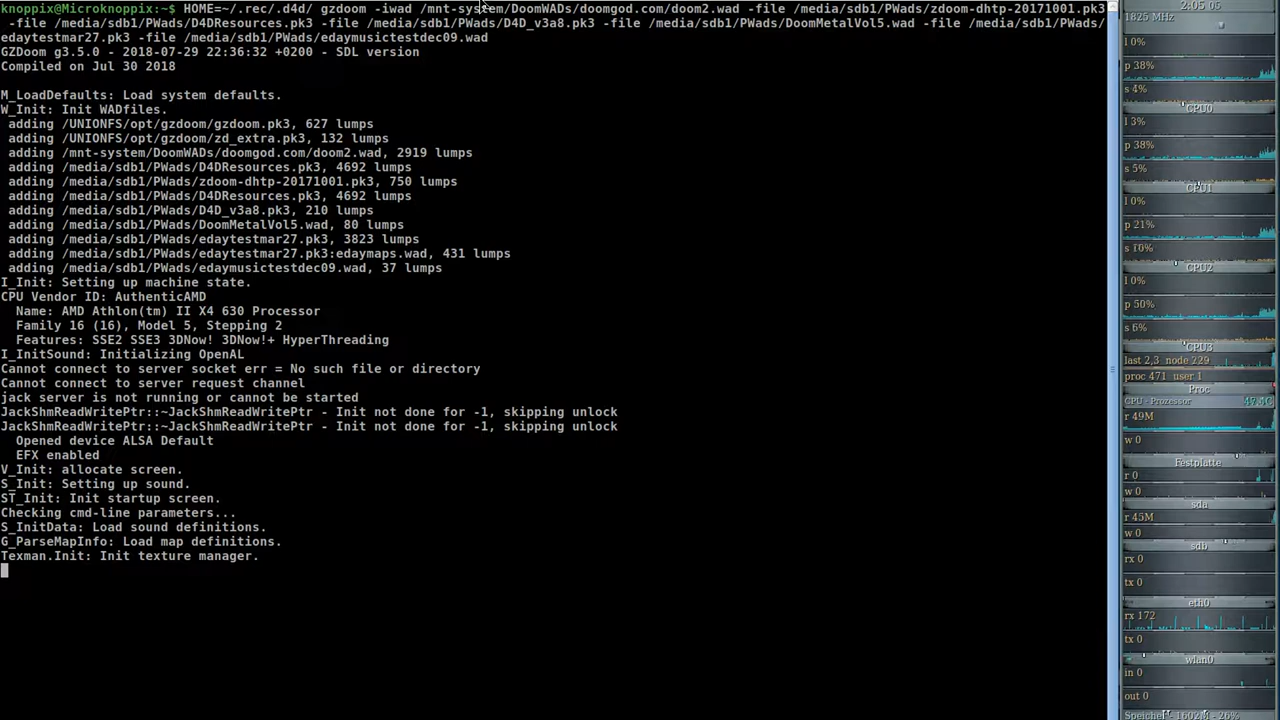 knoppix@Microknoppix:~$ HOME=~/.rec/.d4d/ gzdoom -iwad /mnt-system/DoomWADs/doomgod.com/doom2.wad -file /media/sdb1/PWads/zdoom-dhtp-20171001.pk3
 -file /media/sdb1/PWads/D4DResources.pk3 -file /media/sdb1/PWads/D4D_v3a8.pk3 -file /media/sdb1/PWads/DoomMetalVol5.wad -file /media/sdb1/PWads/
edaytestmar27.pk3 -file /media/sdb1/PWads/edaymusictestdec09.wad
GZDoom g3.5.0 - 2018-07-29 22:36:32 +0200 - SDL version
Compiled on Jul 30 2018
M_LoadDefaults: Load system defaults.
W_Init: Init WADfiles.
 adding /UNIONFS/opt/gzdoom/gzdoom.pk3, 627 lumps
 adding /UNIONFS/opt/gzdoom/zd_extra.pk3, 132 lumps
 adding /mnt-system/DoomWADs/doomgod.com/doom2.wad, 2919 lumps
 adding /media/sdb1/PWads/D4DResources.pk3, 4692 lumps
 adding /media/sdb1/PWads/zdoom-dhtp-20171001.pk3, 750 lumps
 adding /media/sdb1/PWads/D4DResources.pk3, 4692 lumps
 adding /media/sdb1/PWads/D4D_v3a8.pk3, 210 lumps
 adding /media/sdb1/PWads/DoomMetalVol5.wad, 80 lumps
 adding /media/sdb1/PWads/edaytestmar27.pk3, 3823 lumps
 adding /media/sdb1/PWads/edaytestmar27.pk3:edaymaps.wad, 431 lumps
 adding /media/sdb1/PWads/edaymusictestdec09.wad, 37 lumps
I_Init: Setting up machine state.
CPU Vendor ID: AuthenticAMD
  Name: AMD Athlon(tm) II X4 630 Processor
  Family 16 (16), Model 5, Stepping 2
  Features: SSE2 SSE3 3DNow! 3DNow!+ HyperThreading
I_InitSound: Initializing OpenAL
Cannot connect to server socket err = No such file or directory
Cannot connect to server request channel
jack server is not running or cannot be started
JackShmReadWritePtr::~JackShmReadWritePtr - Init not done for -1, skipping unlock
JackShmReadWritePtr::~JackShmReadWritePtr - Init not done for -1, skipping unlock
  Opened device ALSA Default
  EFX enabled
V_Init: allocate screen.
S_Init: Setting up sound.
ST_Init: Init startup screen.
Checking cmd-line parameters...
S_InitData: Load sound definitions.
G_ParseMapInfo: Load map definitions.
Texman.Init: Init texture manager.
2:05 05
1825 MHz
l 0%
p 38%
s 4%
CPU0
l 3%
p 38%
s 5%
CPU1
l 0%
p 21%
s 10%
CPU2
l 0%
p 50%
s 6%
CPU3
last 2,3 node 229
proc 471 user 1
Proc
CPU - Prozessor 47.4C
r 49M
w 0
Festplatte
r 0
w 0
sda
r 45M
w 0
sdb
rx 0
tx 0
eth0
rx 172
tx 0
wlan0
in 0
out 0
Speicher - 1602M - 26%